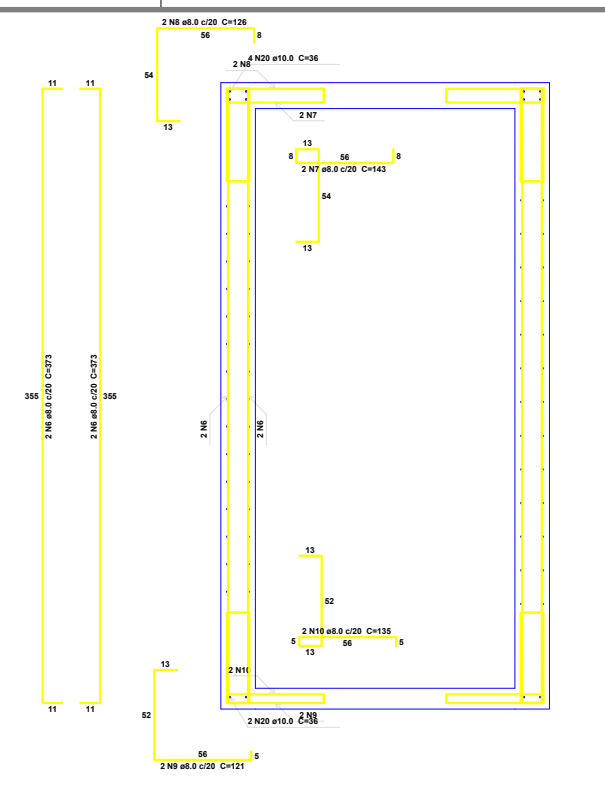 2 N8 ø8.0 c/20 C=126
56
8
54
13
4 N20 ø10.0 C=36
2 N8
2 N7
11
11
13
8
56
8
2 N7 ø8.0 c/20 C=143
54
13
355
2 N6 ø8.0 c/20 C=373
2 N6 ø8.0 c/20 C=373
355
2 N6
2 N6
13
52
2 N10 ø8.0 c/20 C=135
5
56
5
13
13
2 N10
11
11
52
2 N9
2 N20 ø10.0 C=36
56
5
2 N9 ø8.0 c/20 C=121